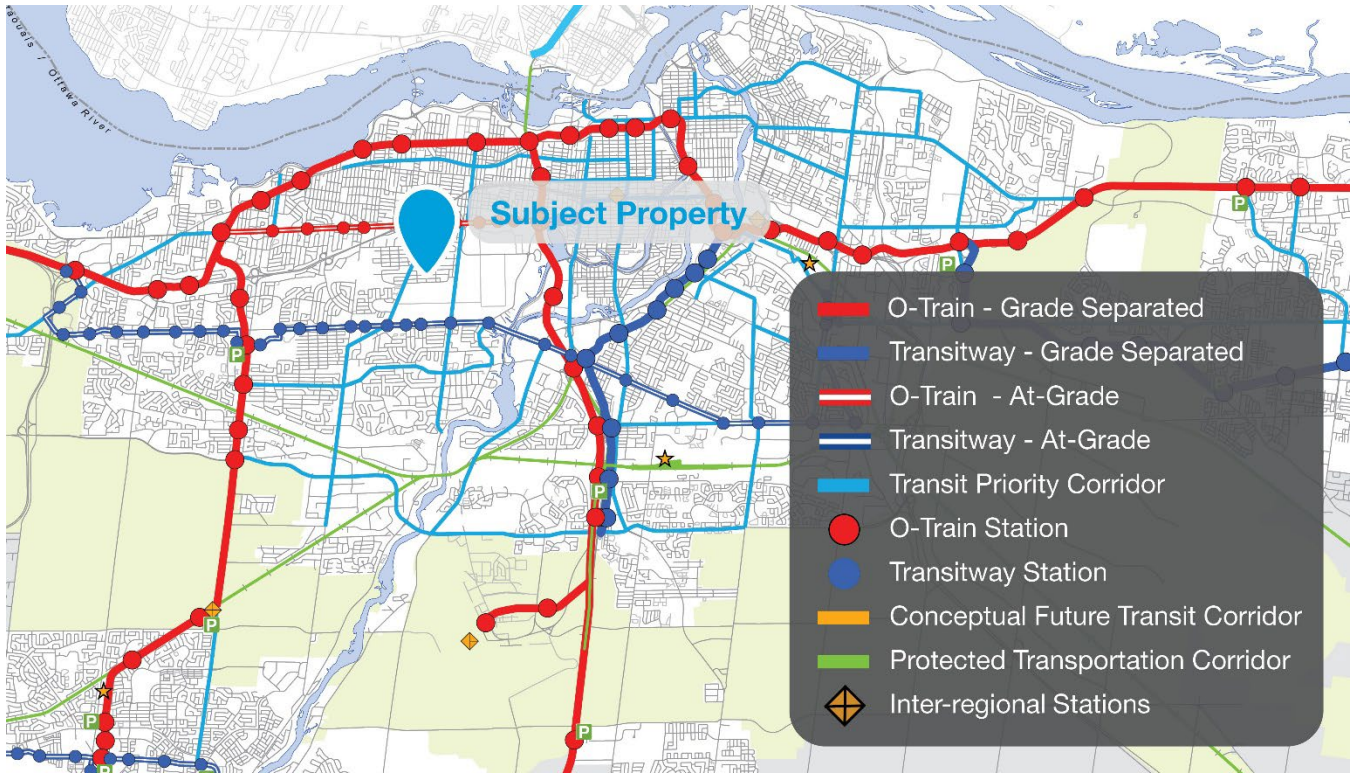 aouais / Ottawa River
Subject Property
P
P
P
P
P
P
P
P
P
O-Train - Grade Separated
Transitway - Grade Separated
O-Train - At-Grade
Transitway - At-Grade
Transit Priority Corridor
O-Train Station
Transitway Station
Conceptual Future Transit Corridor
Protected Transportation Corridor
Inter-regional Stations